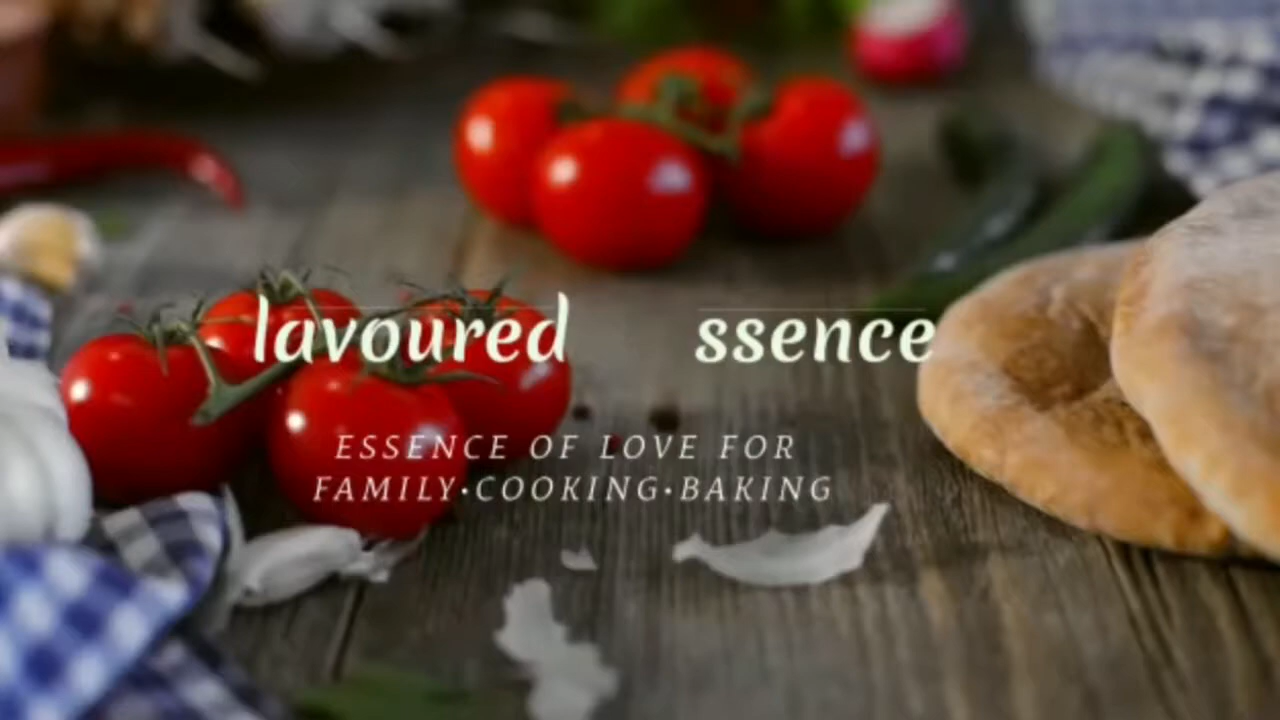 lavoured ssence
ESSENCE OF LOVE FOR
FAMILY•COOKING•BAKING